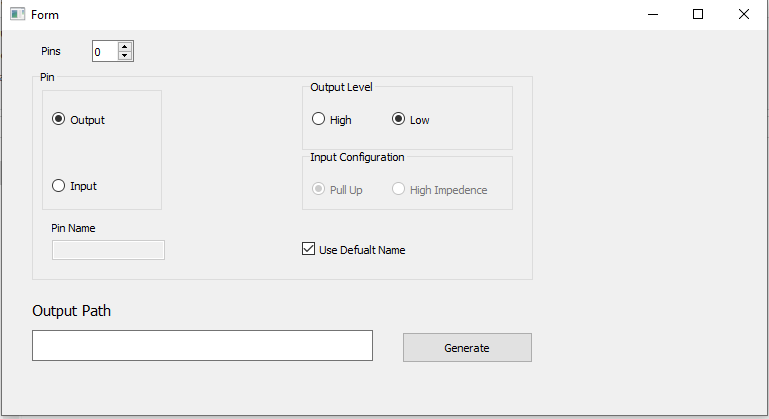 Form
Pins 0
Pin
Output Level
Output
High Low
Input Configuration
Input
Pull Up High Impedence
Pin Name
Use Defualt Name
Output Path
Generate